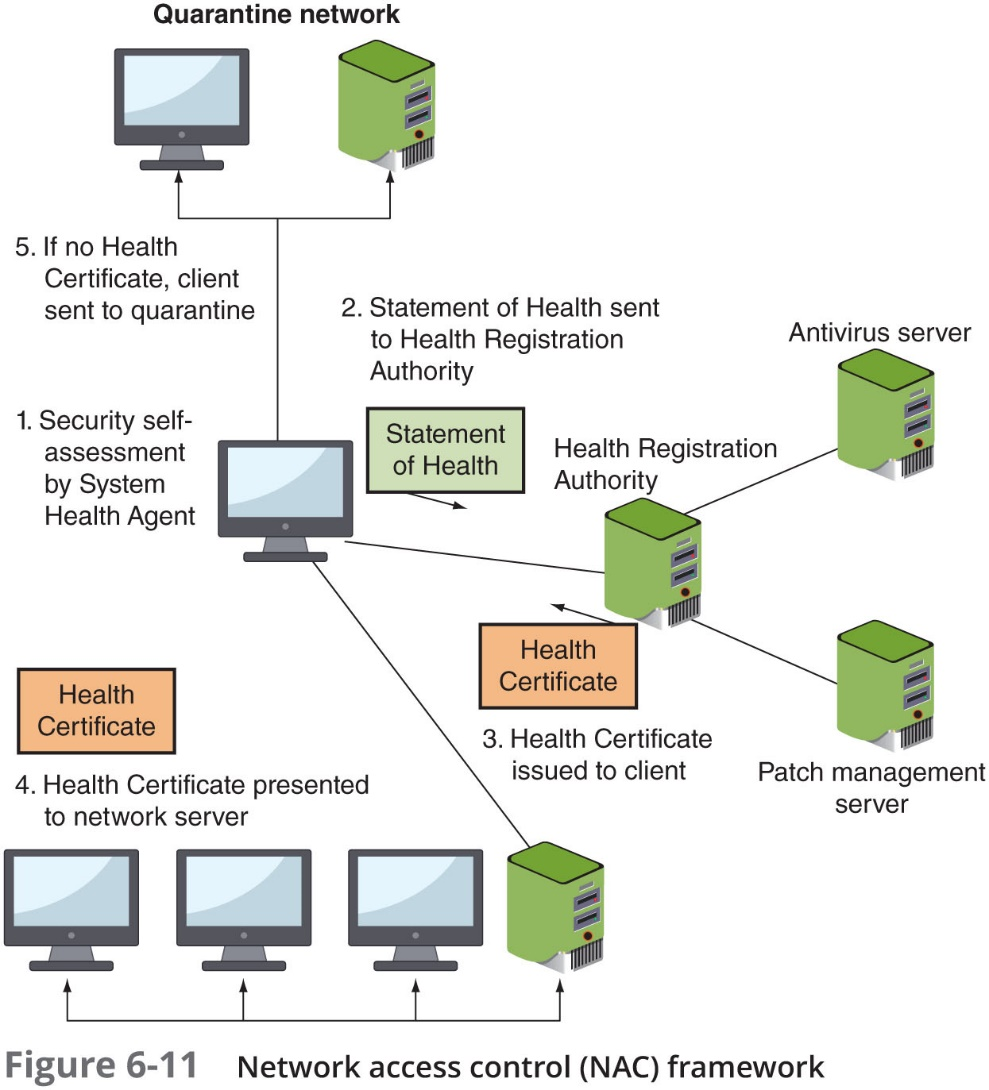 Quarantine network
5. If no Health
Certificate, client
sent to quarantine
2. Statement of Health sent
to Health Registration
Authority
Antivirus server
1. Security self-
assessment
by System
Health Agent
Statement
of Health
Health Registration
Authority
Health
Certificate
Health
Certificate
3. Health Certificate
issued to client
Patch management
server
4. Health Certificate presented
to network server
Figure 6-11 Network access control (NAC) framework